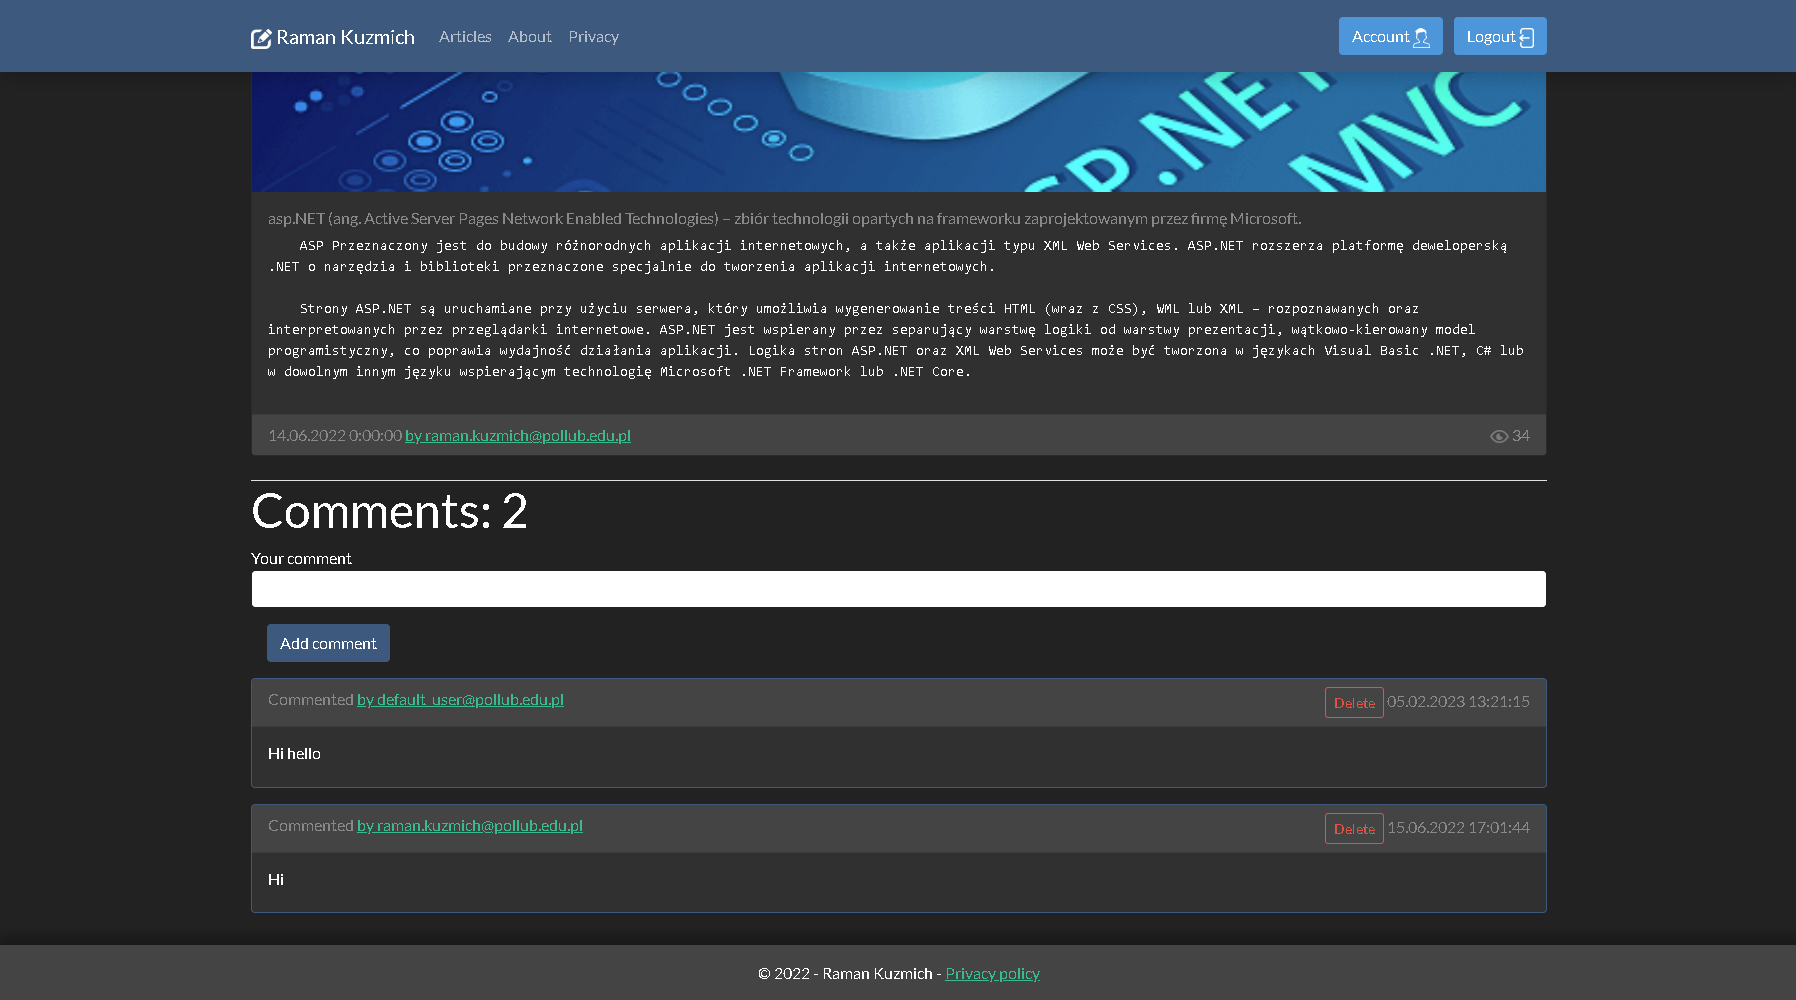 Raman Kuzmich Articles About Privacy Account Logout
ASP.NET
MVC
asp.NET (ang. Active Server Pages Network Enabled Technologies) – zbiór technologii opartych na frameworku zaprojektowanym przez firmę Microsoft.
ASP Przeznaczony jest do budowy różnorodnych aplikacji internetowych, a także aplikacji typu XML Web Services. ASP.NET rozszerza platformę deweloperską
.NET o narzędzia i biblioteki przeznaczone specjalnie do tworzenia aplikacji internetowych.
Strony ASP.NET są uruchamiane przy użyciu serwera, który umożliwia wygenerowanie treści HTML (wraz z CSS), WML lub XML – rozpoznawanych oraz
interpretowanych przez przeglądarki internetowe. ASP.NET jest wspierany przez separujący warstwę logiki od warstwy prezentacji, wątkowo-kierowany model
programistyczny, co poprawia wydajność działania aplikacji. Logika stron ASP.NET oraz XML Web Services może być tworzona w językach Visual Basic .NET, C# lub
w dowolnym innym języku wspierającym technologię Microsoft .NET Framework lub .NET Core.
14.06.2022 0:00:00 by raman.kuzmich@pollub.edu.pl 34
Comments: 2
Your comment
Add comment
Commented by default_user@pollub.edu.pl Delete 05.02.2023 13:21:15
Hi hello
Commented by raman.kuzmich@pollub.edu.pl Delete 15.06.2022 17:01:44
Hi
© 2022 - Raman Kuzmich - Privacy policy